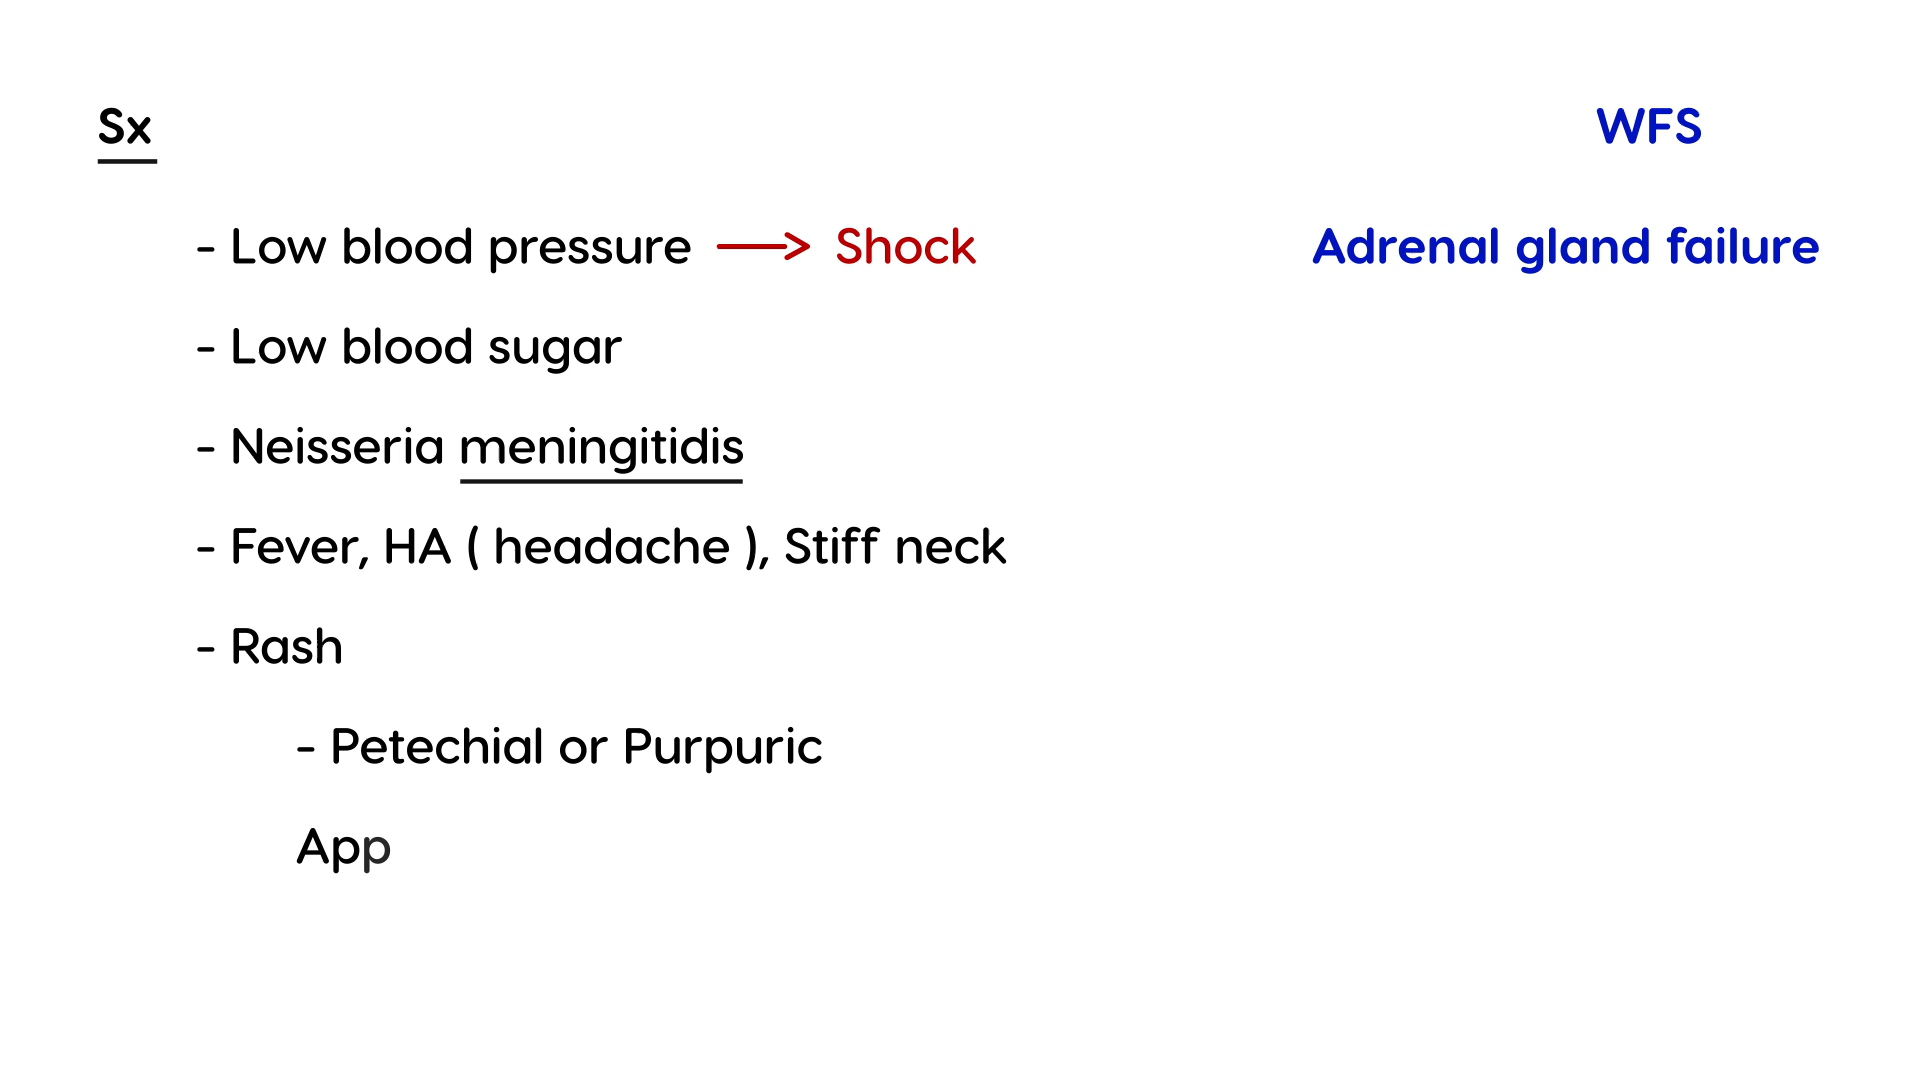 Sx
WFS
- Low blood pressure → Shock
Adrenal gland failure
- Low blood sugar
- Neisseria meningitidis
- Fever, HA ( headache ), Stiff neck
- Rash
- Petechial or Purpuric
App